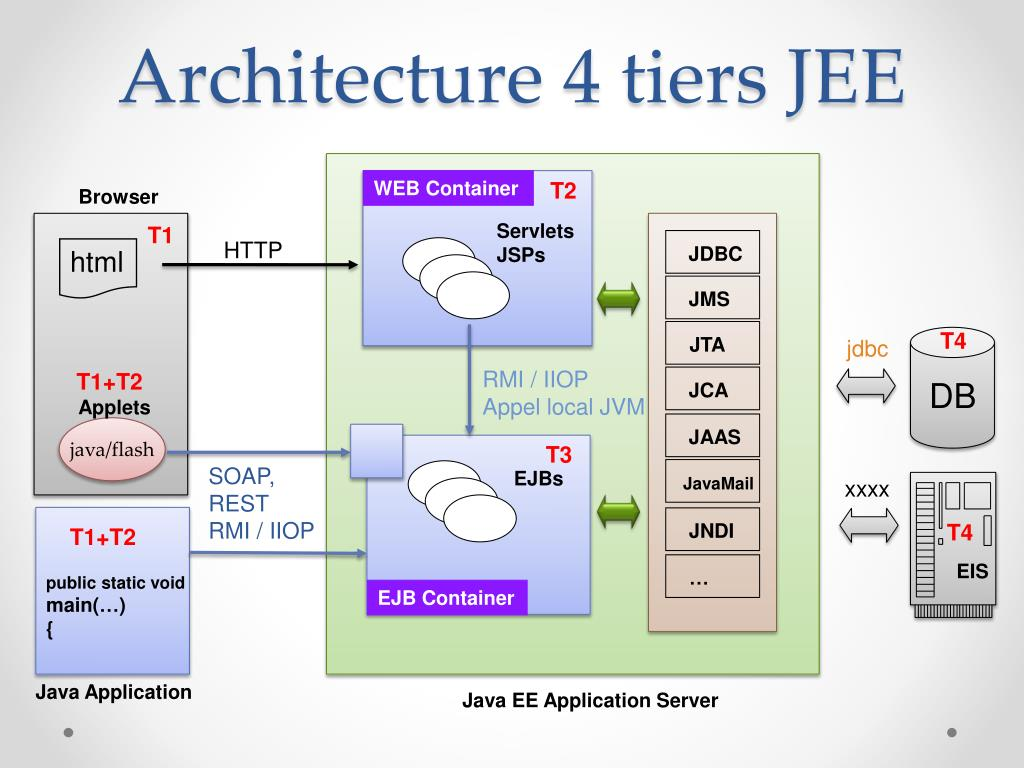 Architecture 4 tiers JEE
Browser
T1
html
HTTP
T1+T2
Applets
java/flash
SOAP,
REST
RMI / IIOP
T1+T2
public static void
main(…)
{
Java Application
WEB Container
T2
Servlets
JSPs
RMI / IIOP
Appel local JVM
T3
EJBs
EJB Container
JDBC
JMS
JTA
JCA
JAAS
JavaMail
JNDI
…
Java EE Application Server
jdbc
T4
DB
xxxx
T4
EIS